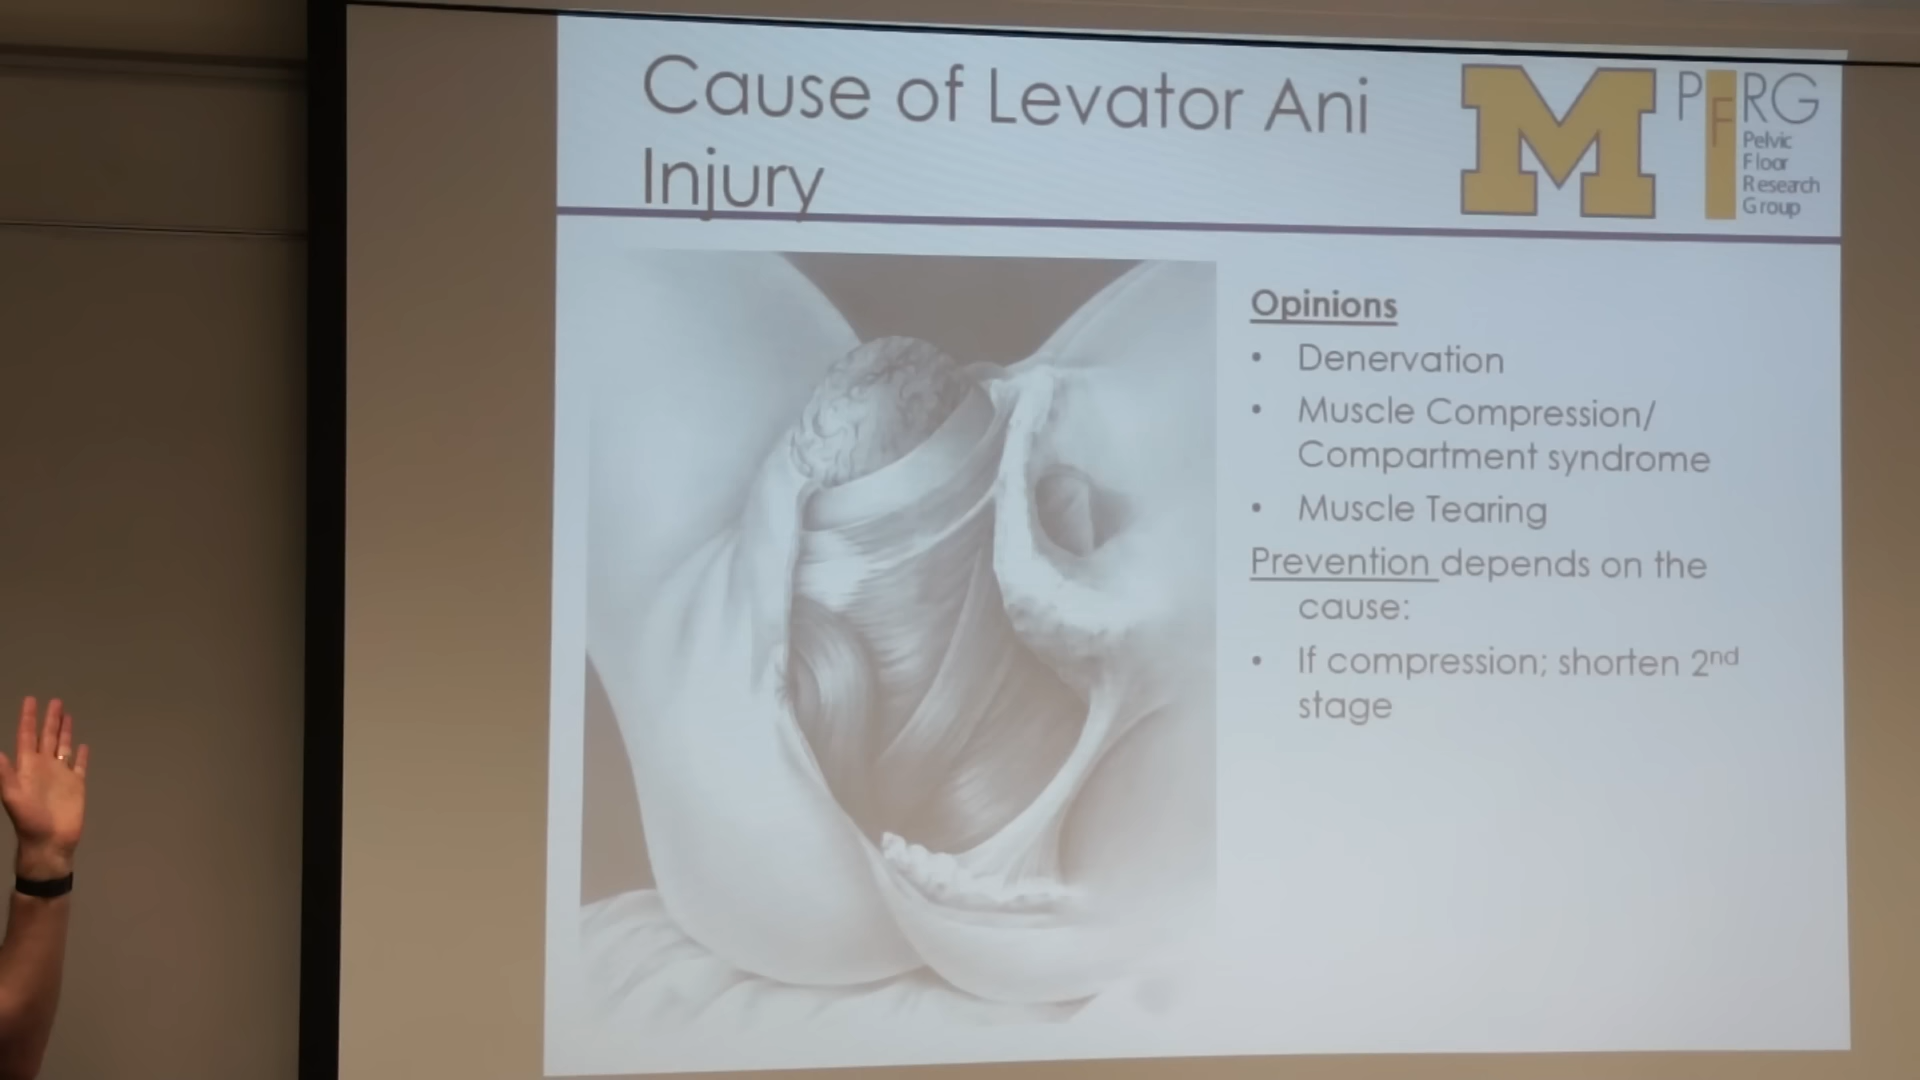 Cause of Levator Ani
Injury
M
PFRG
Pelvic
Floor
Research
Group
Opinions
• Denervation
• Muscle Compression/
Compartment syndrome
• Muscle Tearing
Prevention depends on the
cause:
• If compression; shorten 2nd
stage